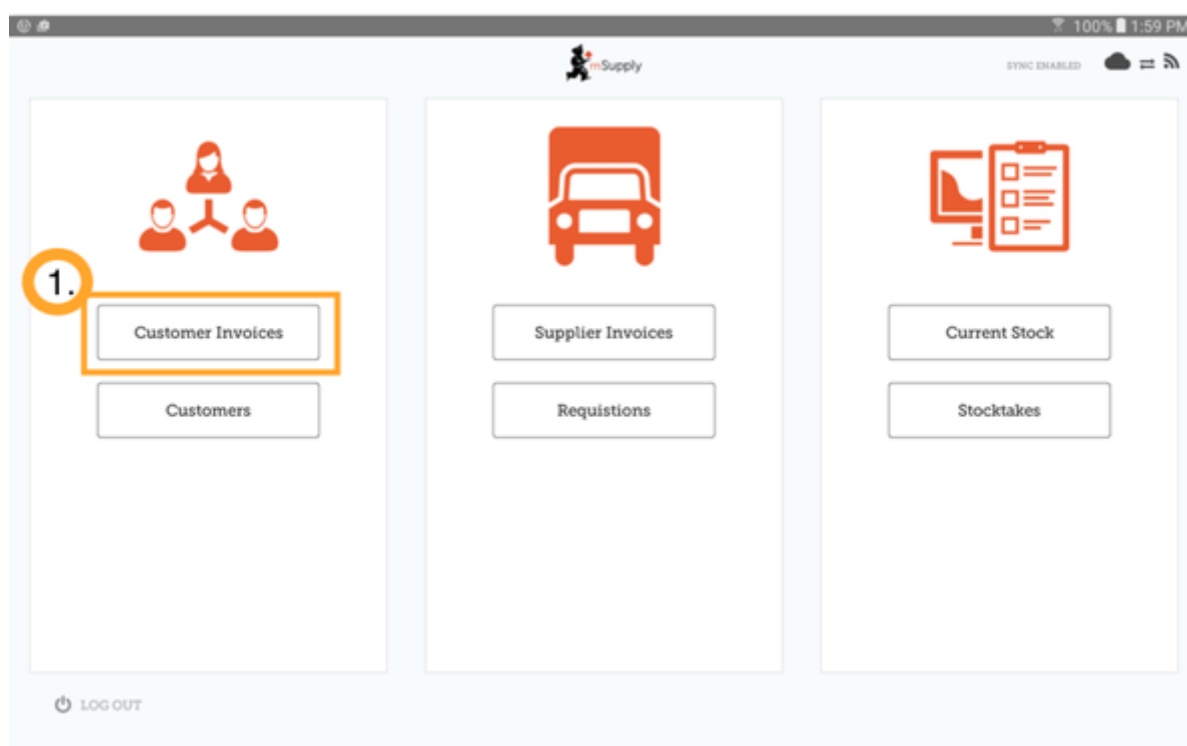 100% 1:59 PM
mSupply
SYNC ENABLED
1.
Customer Invoices
Supplier Invoices
Current Stock
Customers
Requistions
Stocktakes
LOG OUT